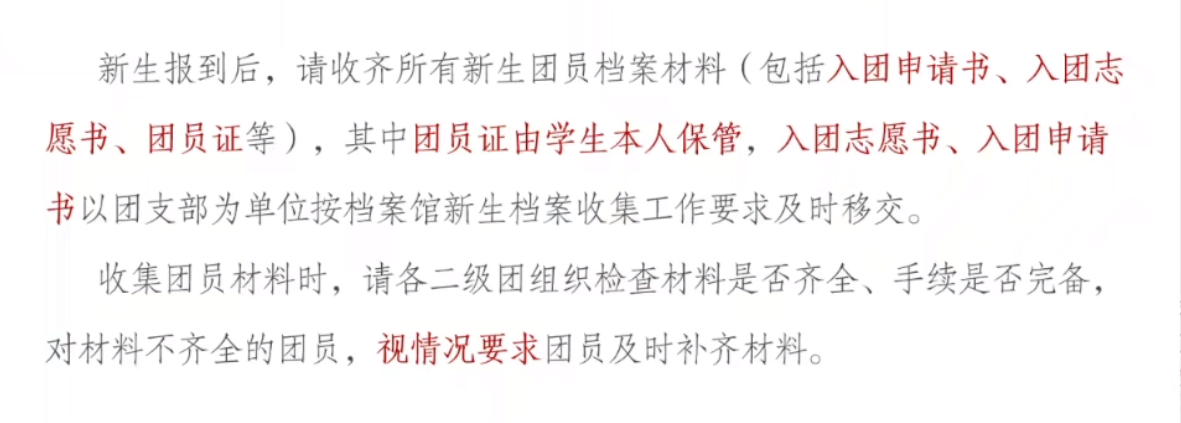 新生报到后，请收齐所有新生团员档案材料（包括入团申请书、入团志
愿书、团员证等），其中团员证由学生本人保管，入团志愿书、入团申请
书以团支部为单位按档案馆新生档案收集工作要求及时移交。
收集团员材料时，请各二级团组织检查材料是否齐全、手续是否完备，
对材料不齐全的团员，视情况要求团员及时补齐材料。